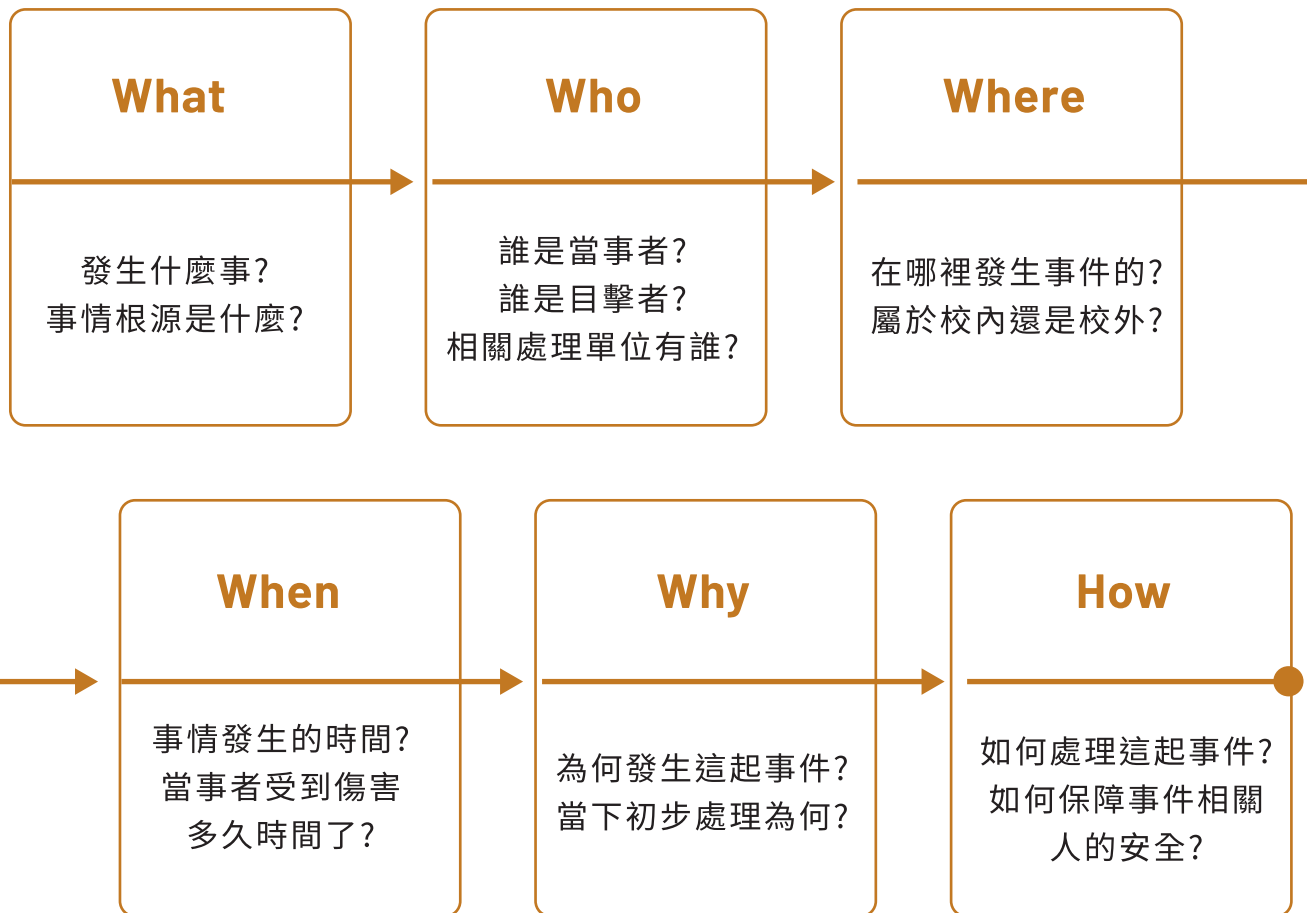 What
發生什麼事?
事情根源是什麼?
Who
誰是當事者?
誰是目擊者?
相關處理單位有誰?
Where
在哪裡發生事件的?
屬於校內還是校外?
When
事情發生的時間?
當事者受到傷害
多久時間了?
Why
為何發生這起事件?
當下初步處理為何?
How
如何處理這起事件?
如何保障事件相關
人的安全?